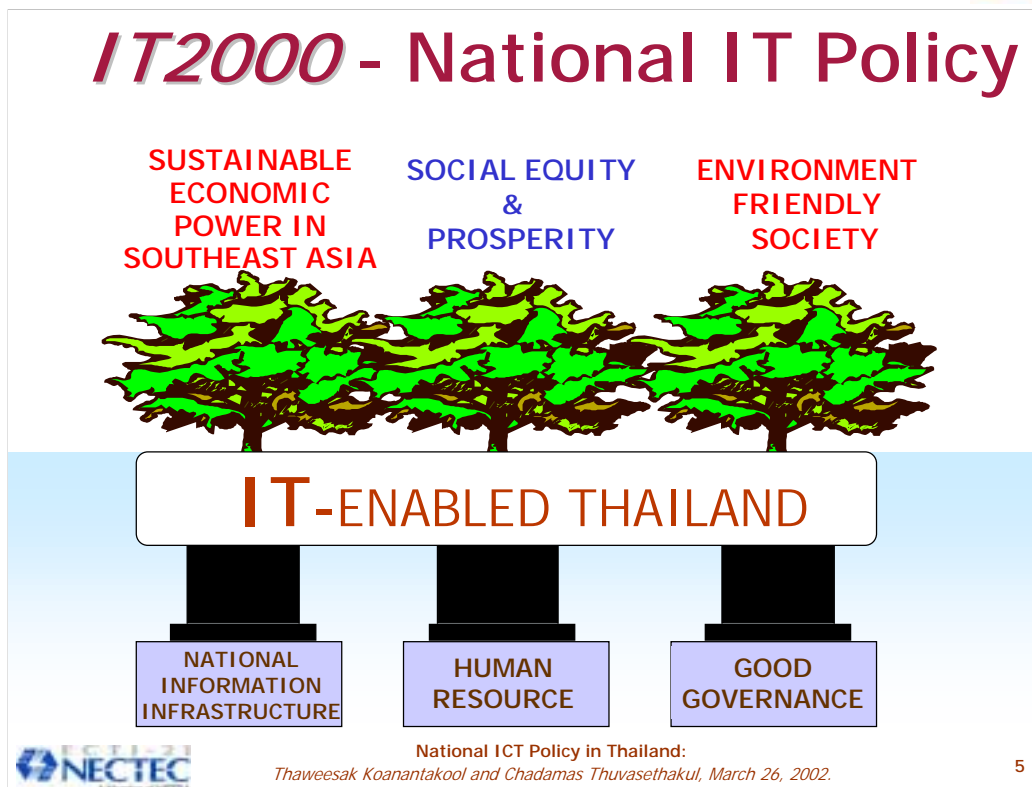 IT2000 - National IT Policy
SUSTAINABLE
ECONOMIC
POWER IN
SOUTHEAST ASIA
SOCIAL EQUITY
&
PROSPERITY
ENVIRONMENT
FRIENDLY
SOCIETY
IT-ENABLED THAILAND
NATIONAL
INFORMATION
INFRASTRUCTURE
HUMAN
RESOURCE
GOOD
GOVERNANCE
NECTEC
National ICT Policy in Thailand:
Thaweesak Koanantakool and Chadamas Thuvasethakul, March 26, 2002.
5